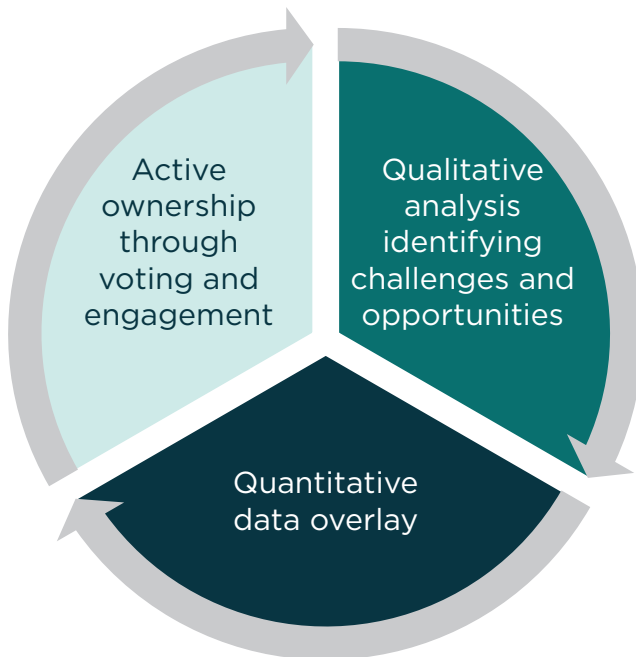 Active
ownership
through
voting and
engagement
Qualitative
analysis
identifying
challenges and
opportunities
Quantitative
data overlay